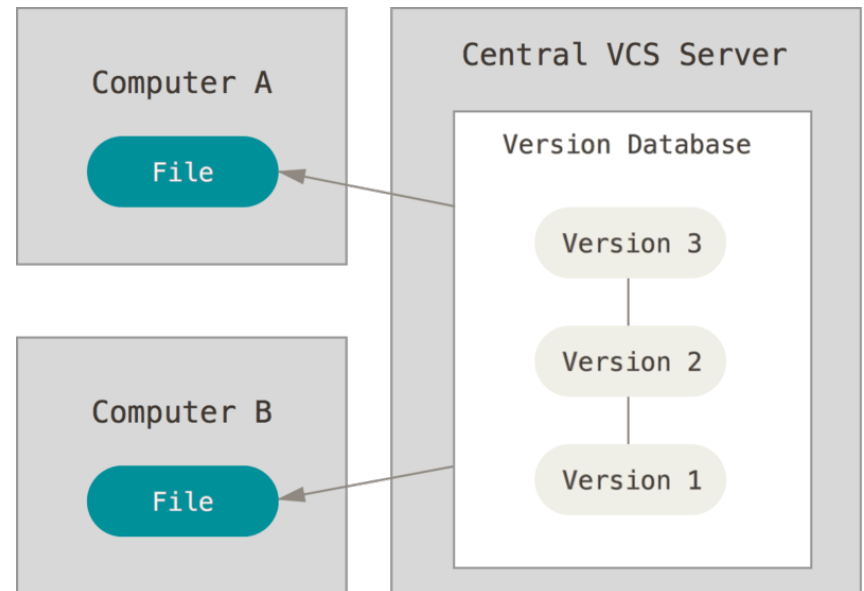 Computer A
File
Computer B
File
Central VCS Server
Version Database
Version 3
Version 2
Version 1